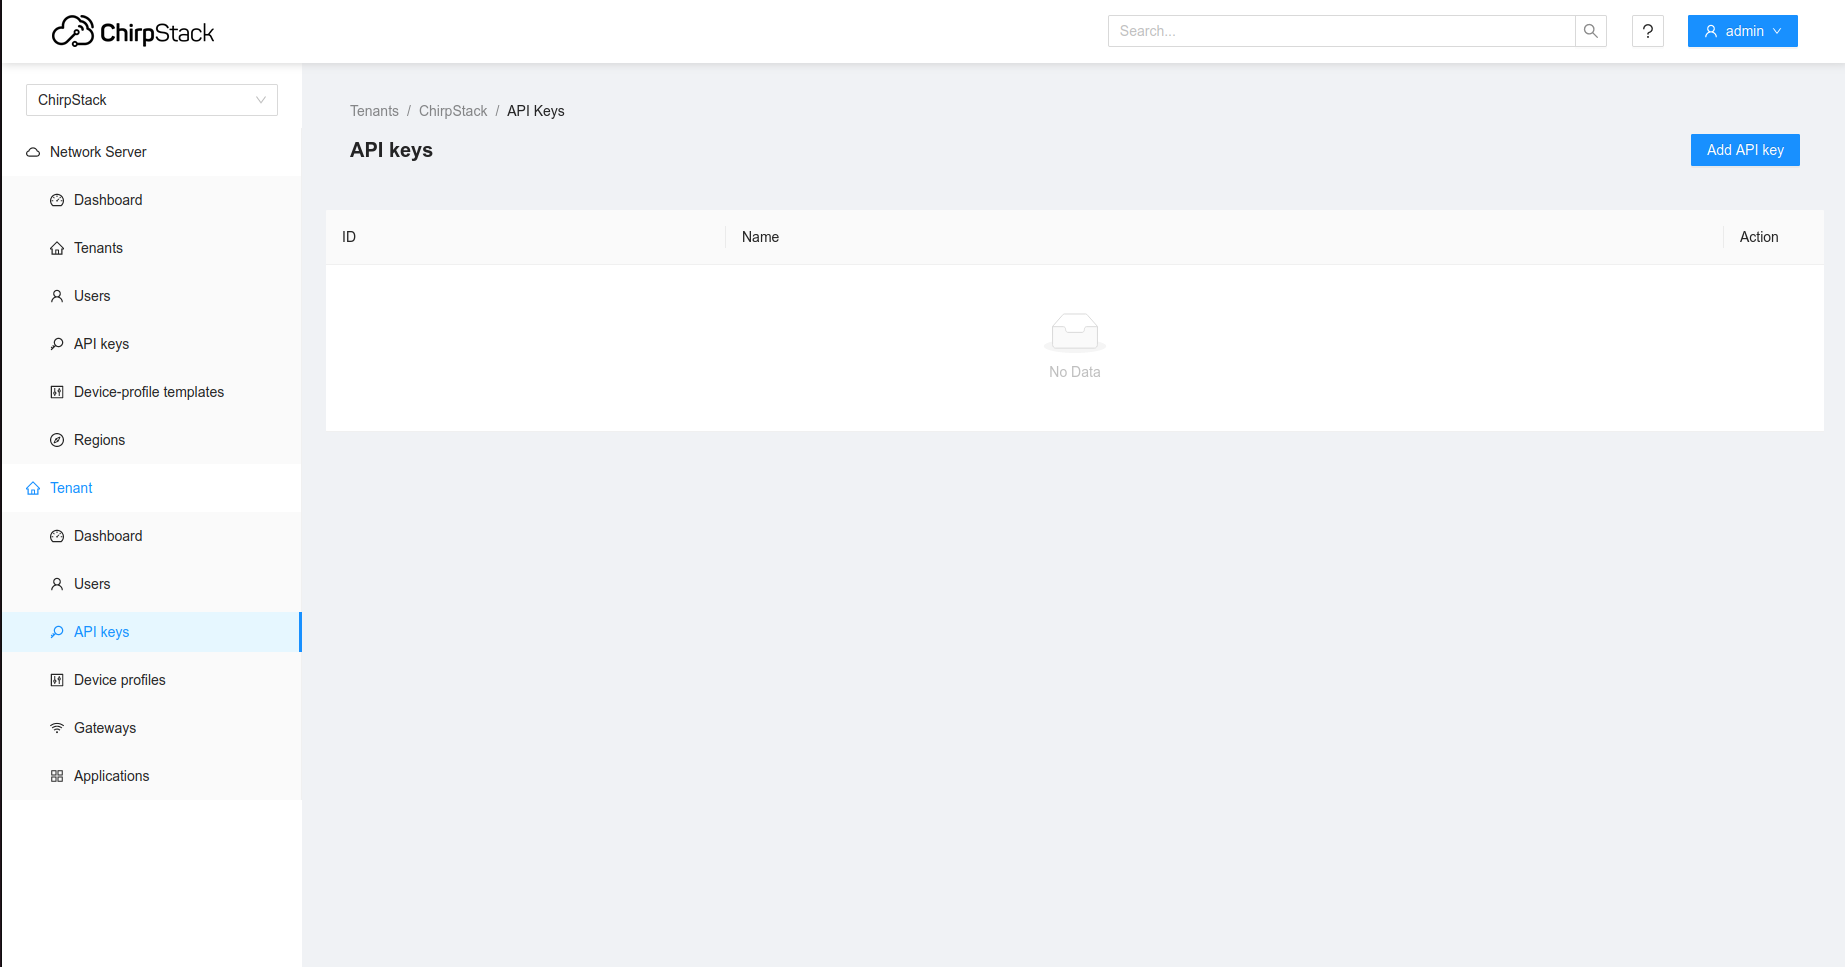 ChirpStack
Search...
?
admin
ChirpStack
Network Server
Dashboard
Tenants
Users
API keys
Device-profile templates
Regions
Tenant
Dashboard
Users
API keys
Device profiles
Gateways
Applications
Tenants / ChirpStack / API Keys
API keys
Add API key
ID Name Action
No Data